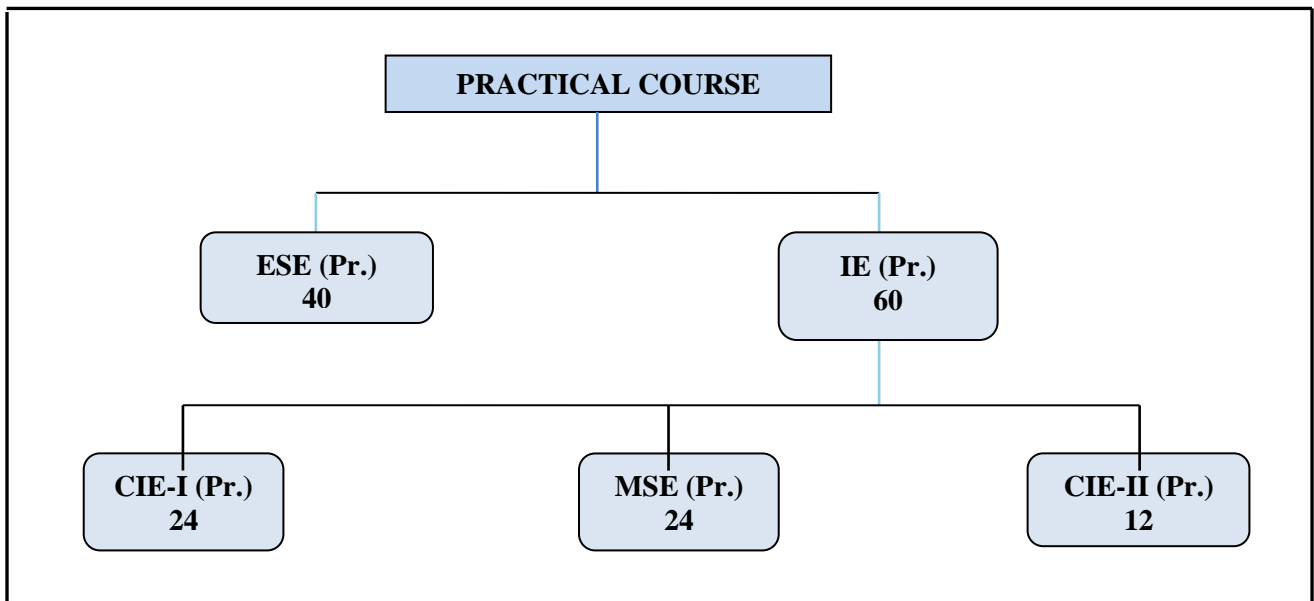 PRACTICAL COURSE
ESE (Pr.)
40
IE (Pr.)
60
CIE-I (Pr.)
24
MSE (Pr.)
24
CIE-II (Pr.)
12